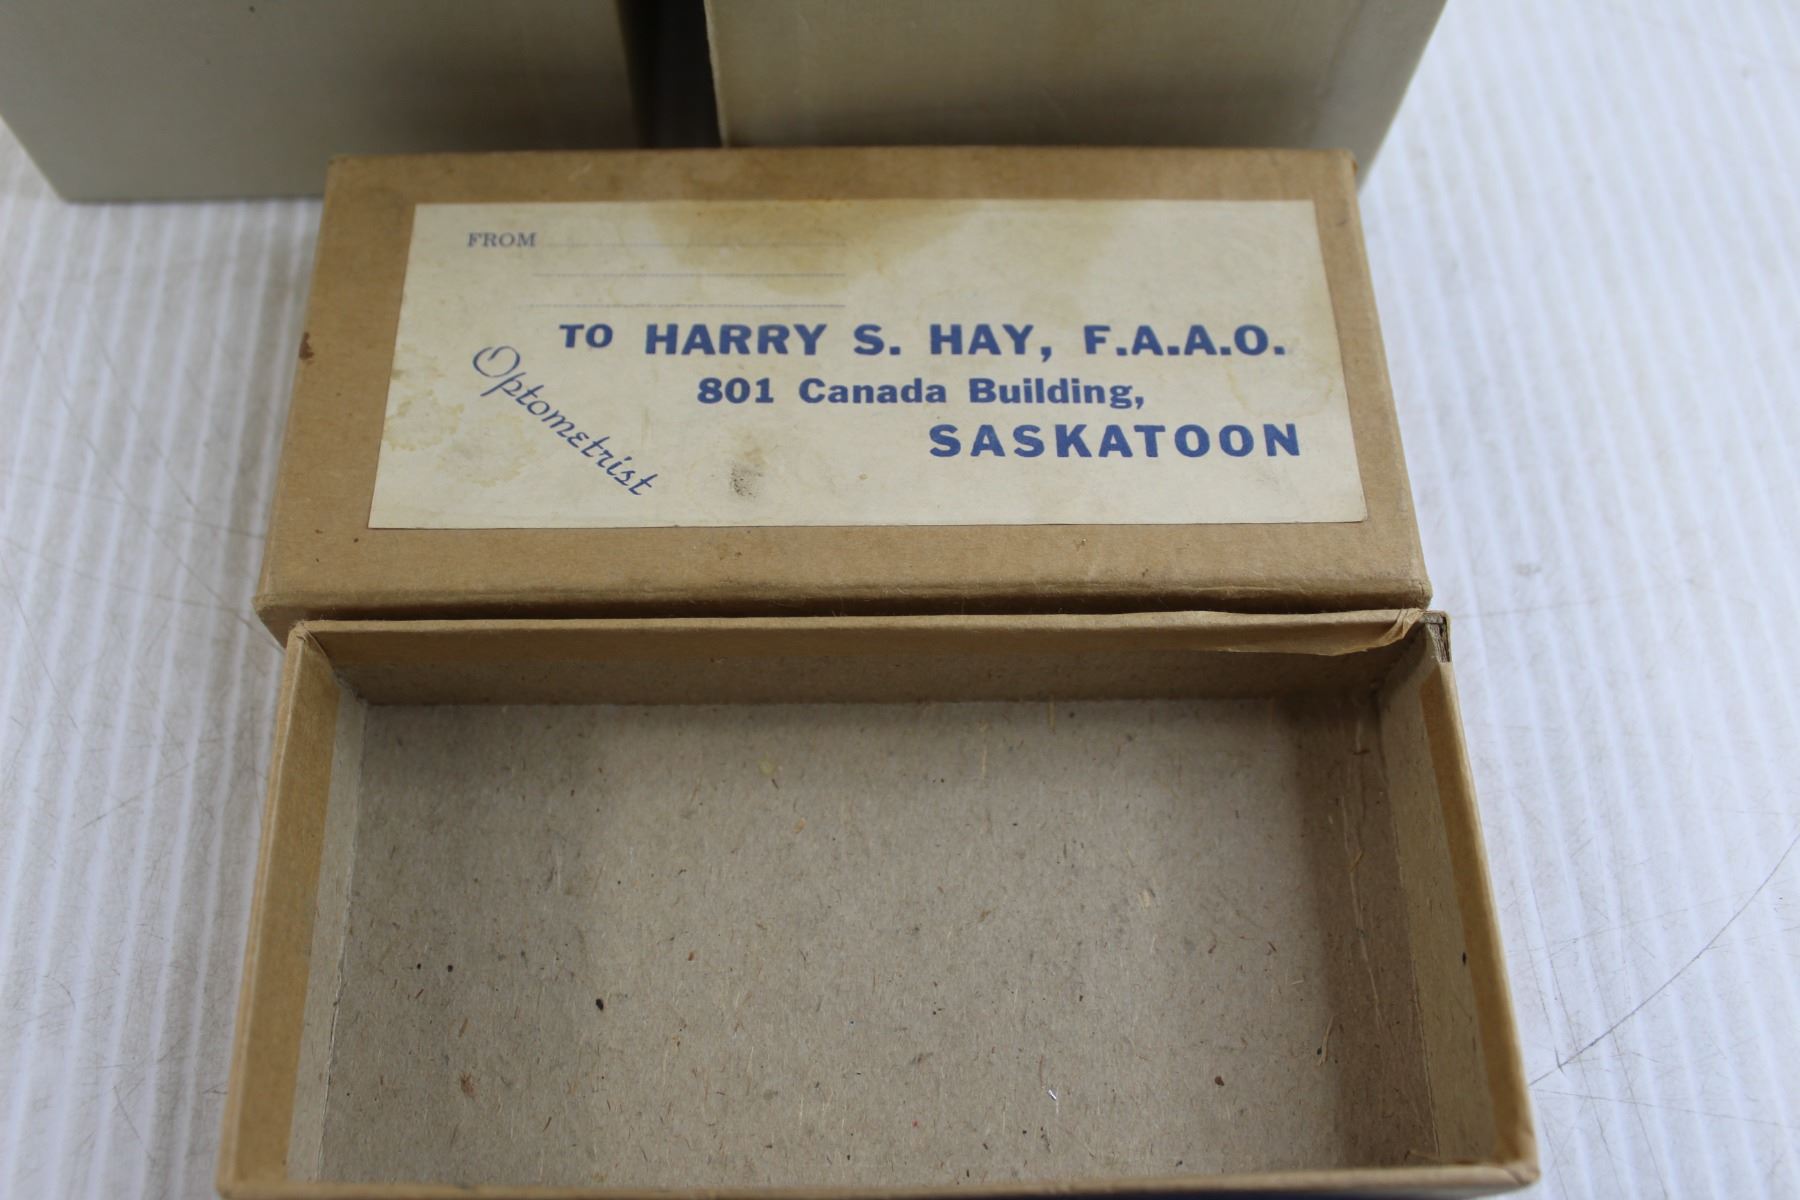 FROM
TO HARRY S. HAY, F.A.A.O.
801 Canada Building,
SASKATOON
Optometrist